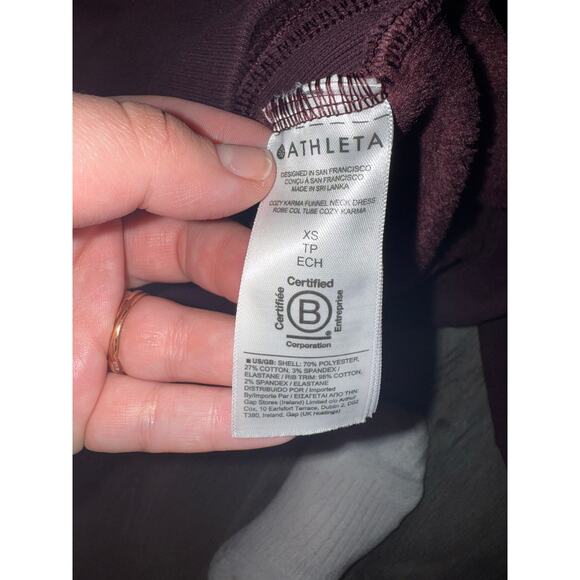 ATHLETA
DESIGNED IN SAN FRANCISCO
CONÇU À SAN FRANCISCO
MADE IN SRI LANKA
COZY KARMA FUNNEL NECK DRESS
ROBE COL TUBE COZY KARMA
XS
TP
ECH
Certified
Certifiée
B
®
Entreprise
Corporation
US/GB: SHELL: 70% POLYESTER,
27% COTTON, 3% SPANDEX /
ELASTANE / RIB TRIM: 98% COTTON,
2% SPANDEX / ELASTANE
DISTRIBUIDO POR / Imported
By/Importe Par / ΕΙΣΑΓΕΤΑΙ ΑΠΟ ΤΗΝ:
Gap Stores (Ireland) Limited c/o Arthur
Cox, 10 Earlsfort Terrace, Dublin 2, D02
T380, Ireland, Gap (UK Holdings)